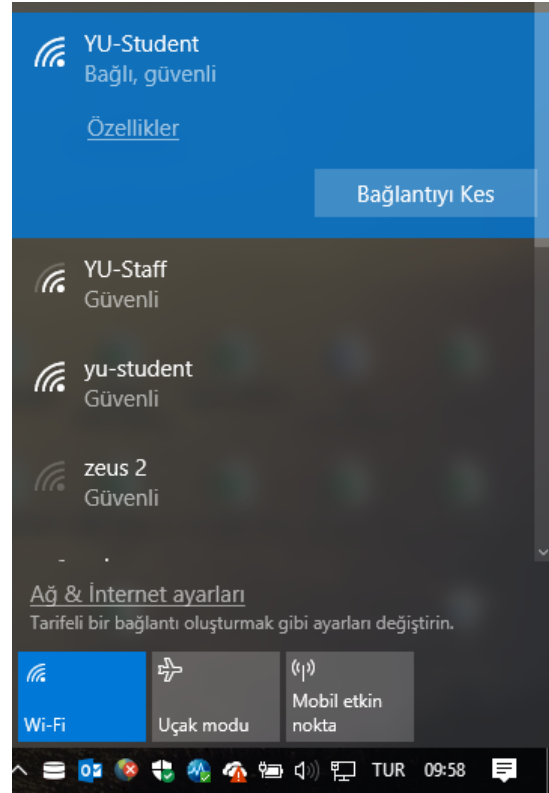 YU-Student
Bağlı, güvenli
Özellikler
Bağlantıyı Kes
YU-Staff
Güvenli
yu-student
Güvenli
zeus 2
Güvenli
Ağ & İnternet ayarları
Tarifeli bir bağlantı oluşturmak gibi ayarları değiştirin.
Wi-Fi
Uçak modu
Mobil etkin
nokta
TUR 09:58